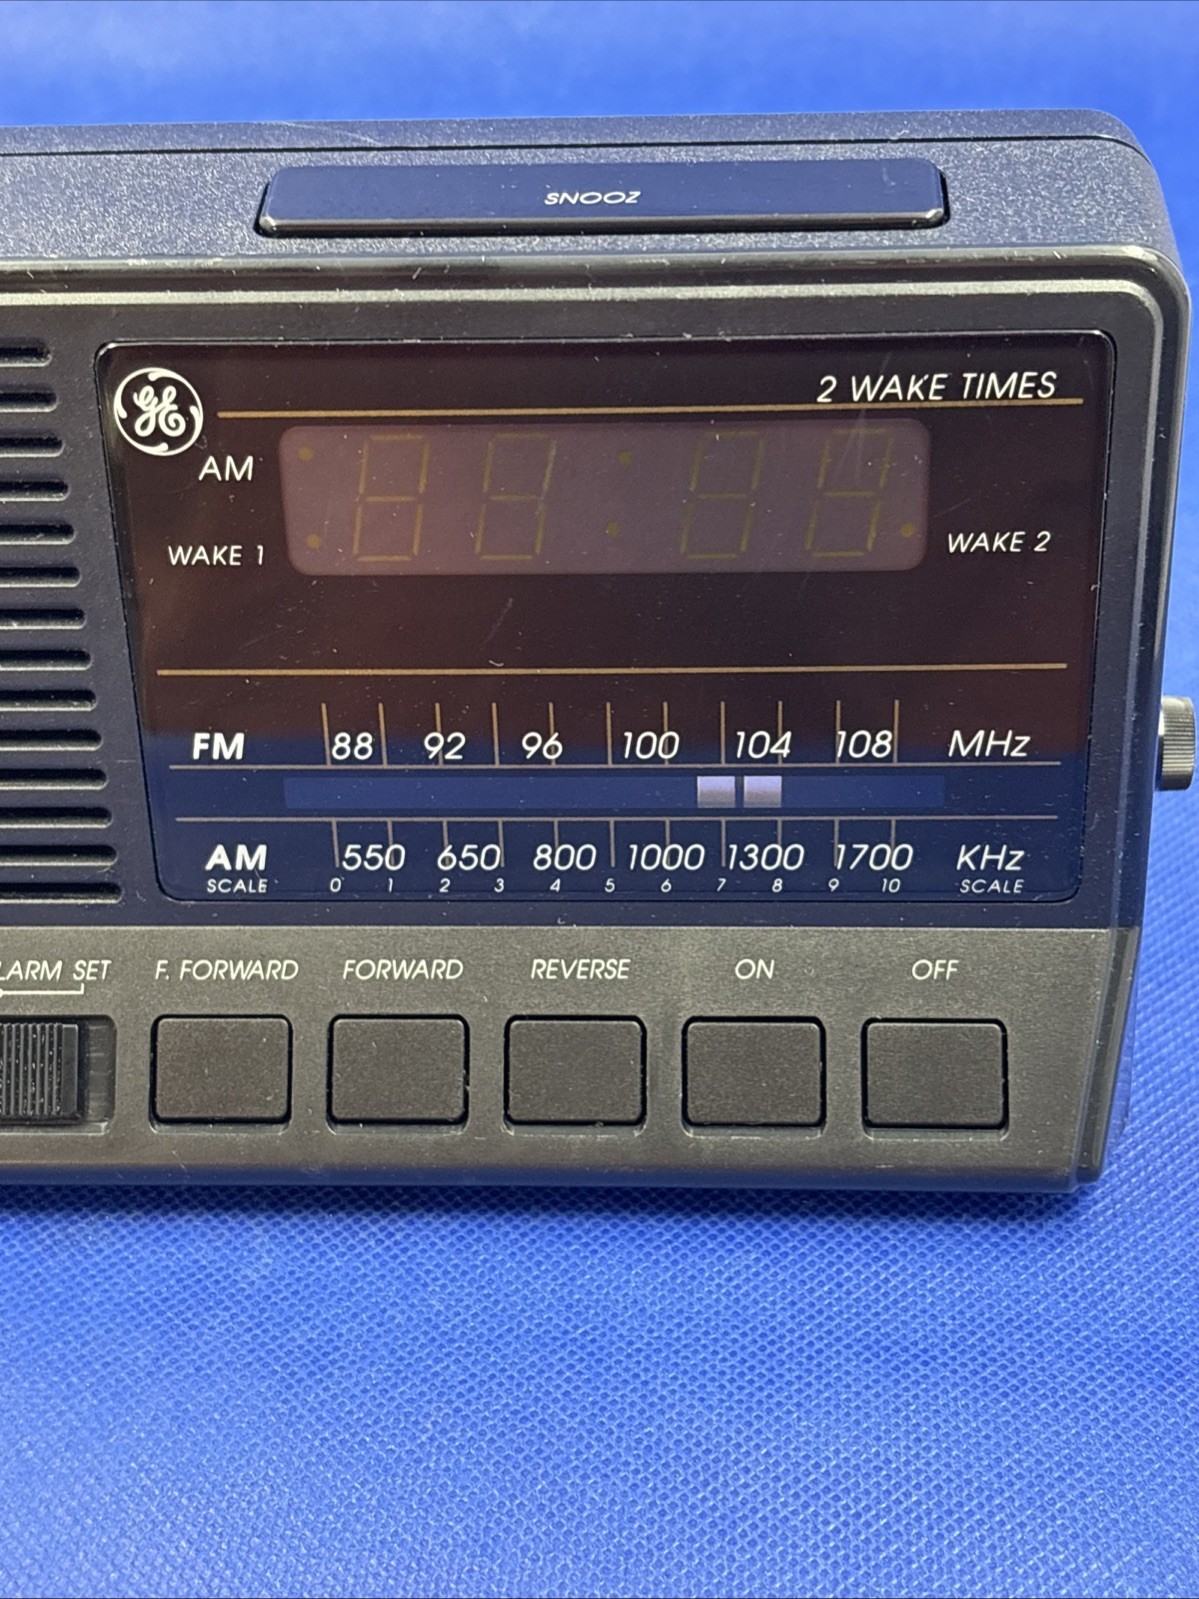 SNOOZ
GE
2 WAKE TIMES
AM
WAKE 1
WAKE 2
FM 88 92 96 100 104 108 MHz
AM 550 650 800 1000 1300 1700 KHz
SCALE 0 1 2 3 4 5 6 7 8 9 10 SCALE
LARM SET F. FORWARD FORWARD REVERSE ON OFF